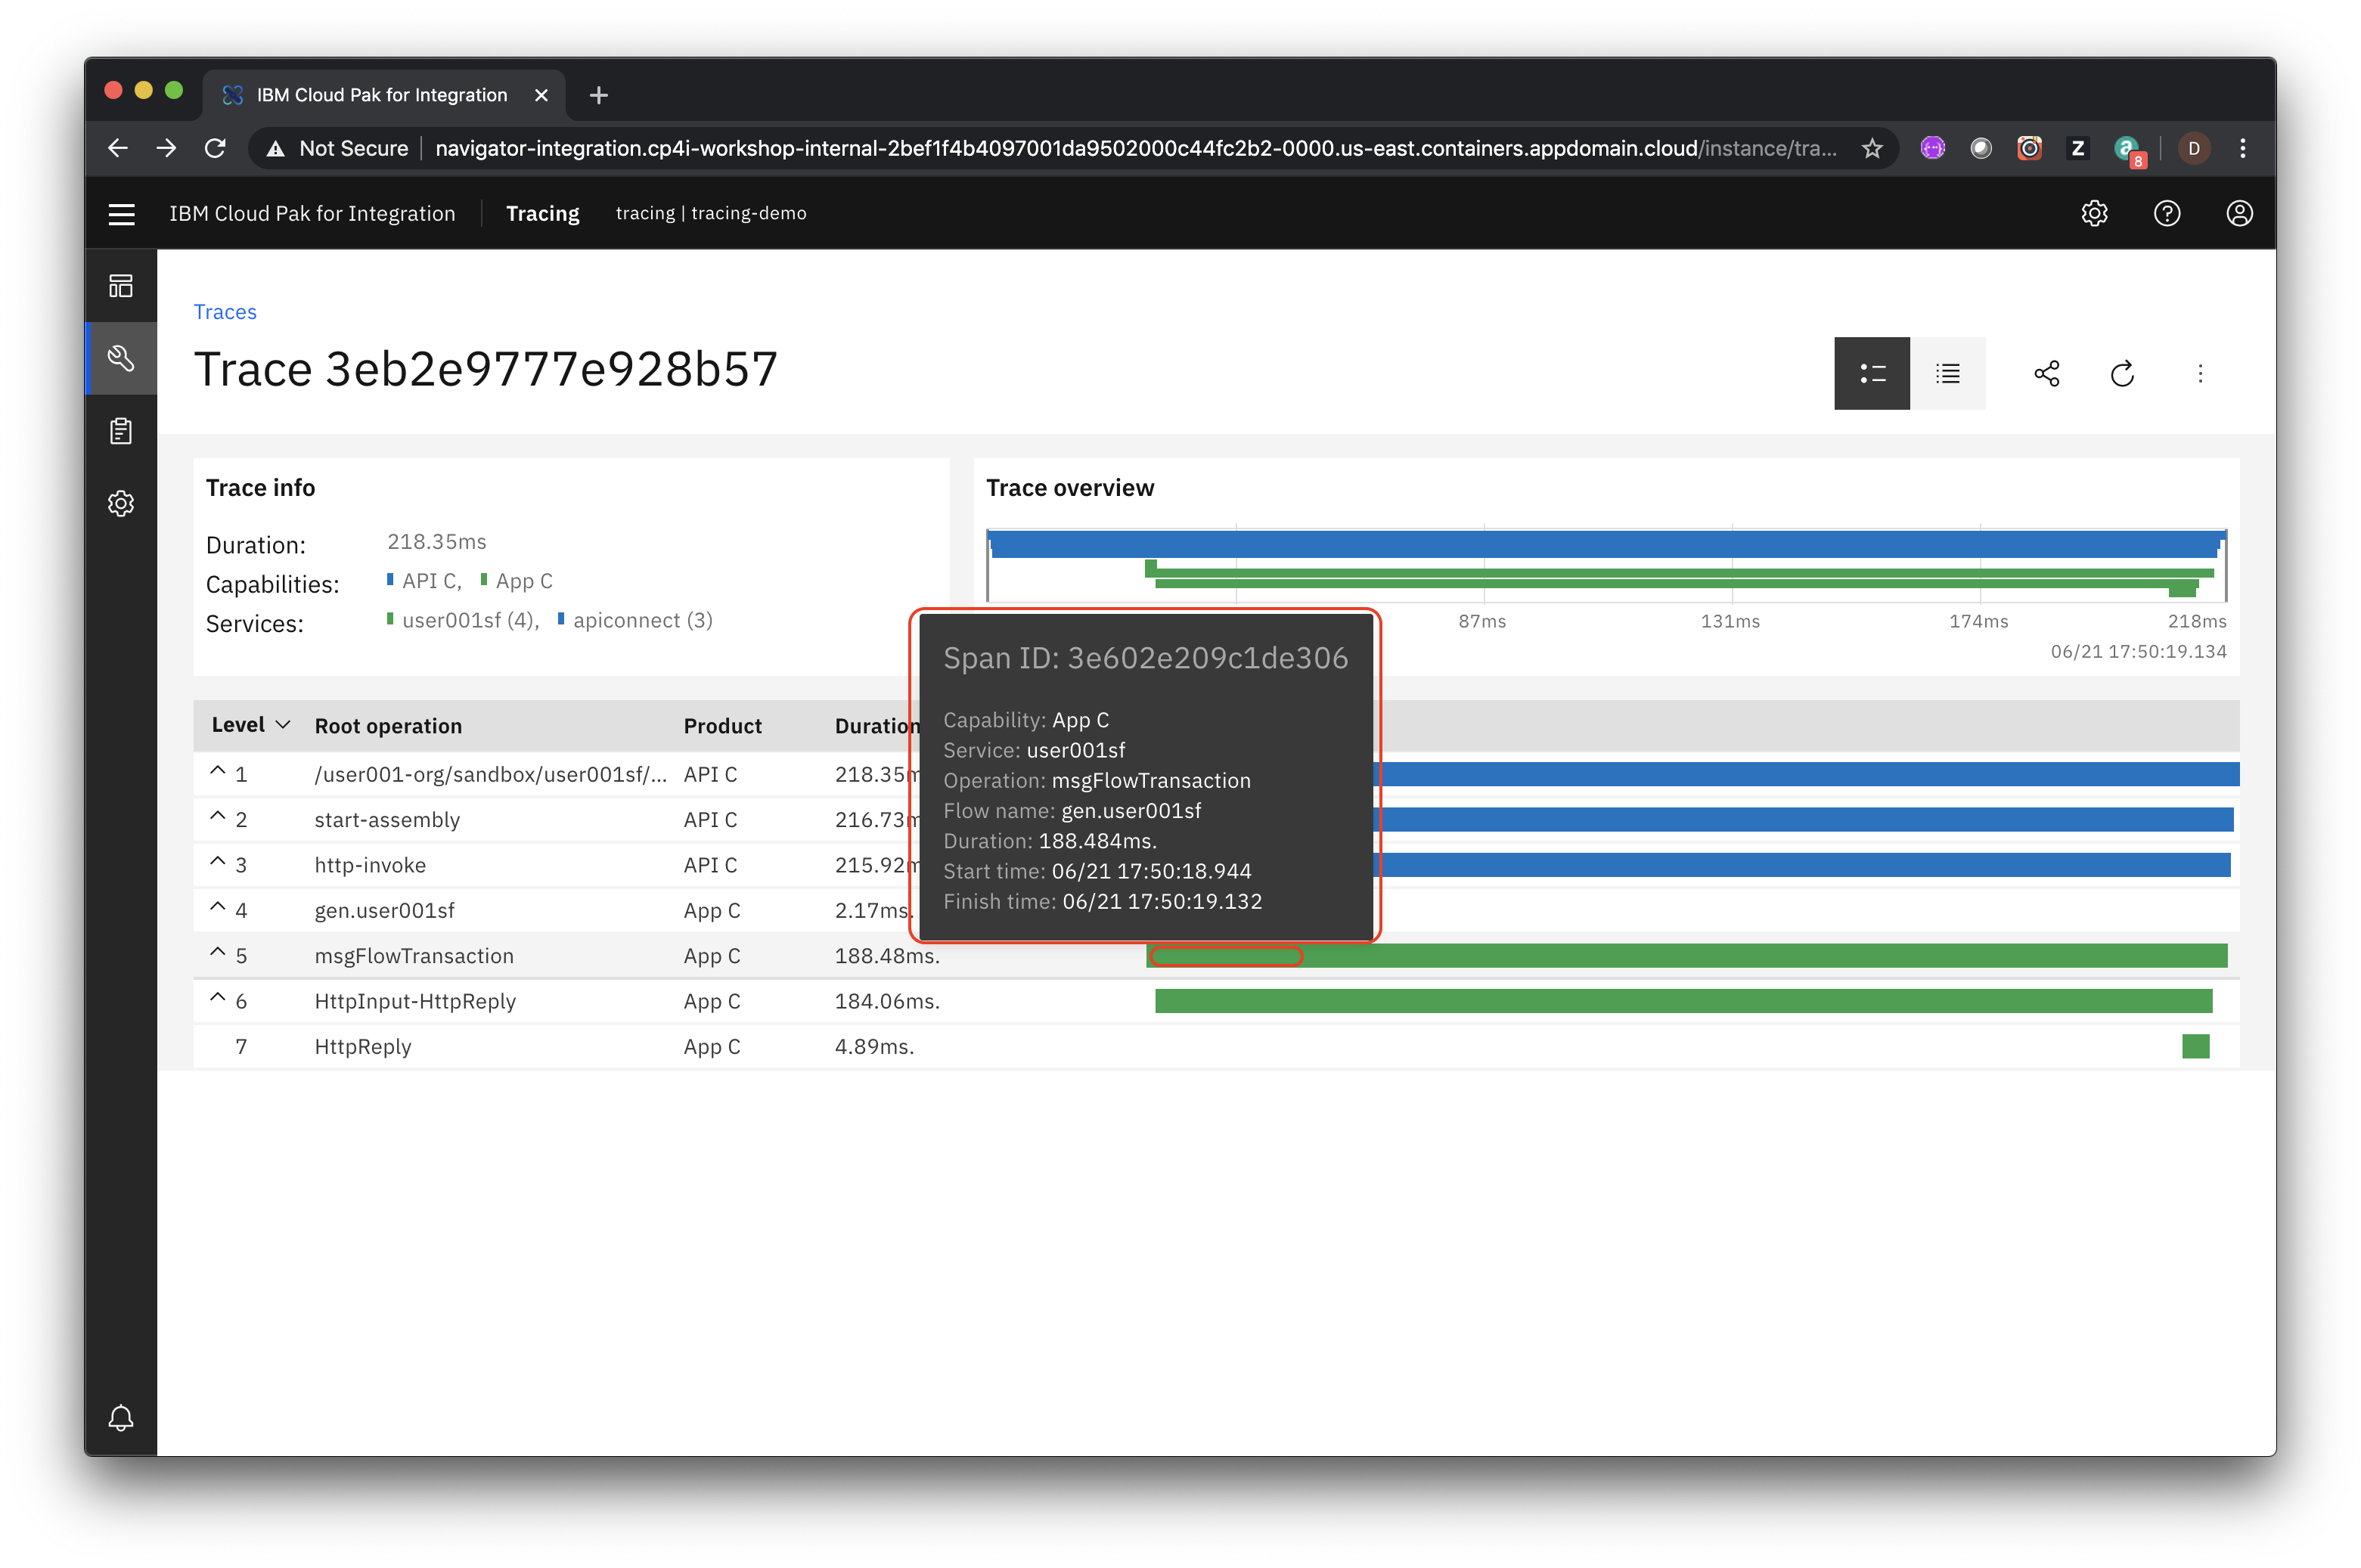 IBM Cloud Pak for Integration
Not Secure navigator-integration.cp4i-workshop-internal-2bef1f4b4097001da9502000c44fc2b2-0000.us-east.containers.appdomain.cloud/instance/tra...
Z
a
8
D
IBM Cloud Pak for Integration Tracing tracing | tracing-demo
Traces
Trace 3eb2e9777e928b57
Trace info
Duration: 218.35ms
Capabilities: API C, App C
Services: user001sf (4), apiconnect (3)
Trace overview
87ms 131ms 174ms 218ms
06/21 17:50:19.134
Span ID: 3e602e209c1de306
Capability: App C
Service: user001sf
Operation: msgFlowTransaction
Flow name: gen.user001sf
Duration: 188.484ms.
Start time: 06/21 17:50:18.944
Finish time: 06/21 17:50:19.132
Level Root operation Product Duration
1 /user001-org/sandbox/user001sf/... API C 218.35m
2 start-assembly API C 216.73m
3 http-invoke API C 215.92m
4 gen.user001sf App C 2.17ms.
5 msgFlowTransaction App C 188.48ms.
6 HttpInput-HttpReply App C 184.06ms.
7 HttpReply App C 4.89ms.